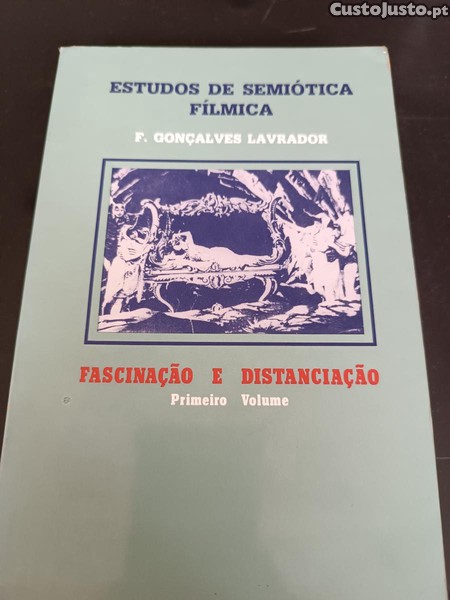 CustoJusto.pt
ESTUDOS DE SEMIÓTICA
FÍLMICA
F. GONÇALVES LAVRADOR
FASCINAÇÃO E DISTANCIAÇÃO
Primeiro Volume